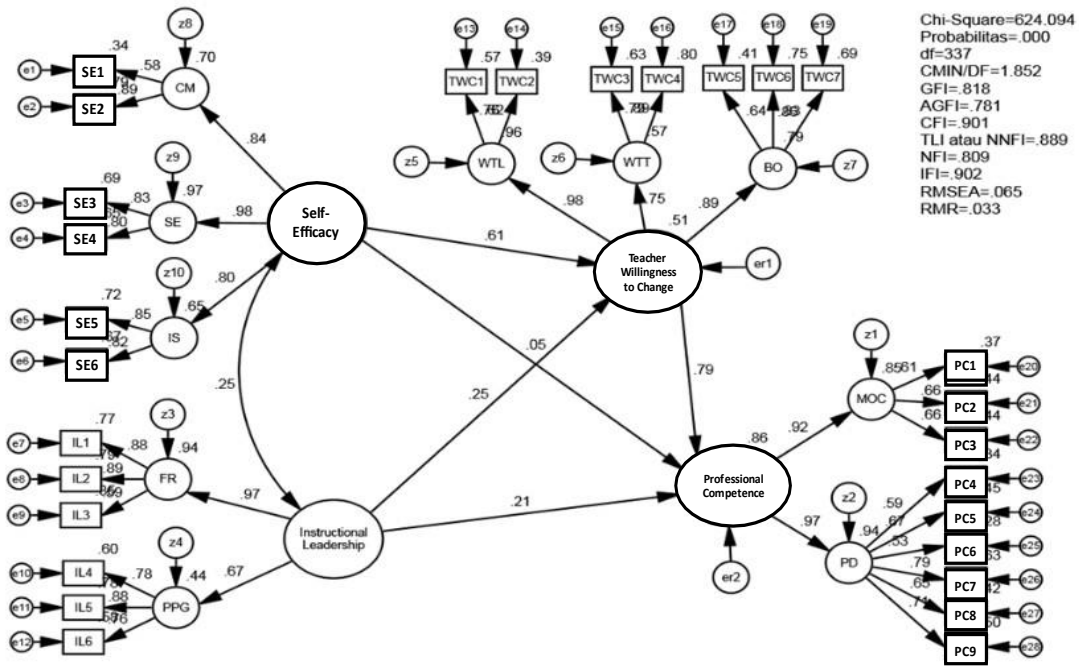 Chi-Square=624.094
Probabilitas=.000
df=337
CMIN/DF=1.852
GFI=.818
AGFI=.781
CFI=.901
TLI atau NNFI=.889
NFI=.809
IFI=.902
RMSEA=.065
RMR=.033
z8
.34
.70
e1
SE1
.58
CM
e2
SE2
.89
.84
z9
.69
.97
e3
SE3
.83
SE
.98
e4
SE4
.80
z10
.72
.65
.80
e5
SE5
.85
IS
e6
SE6
.82
Self-
Efficacy
e13
e14
.57
.39
TWC1
TWC2
.96
z5
WTL
.98
e15
e16
.63
.80
TWC3
TWC4
.57
z6
WTT
.75
e17
e18
e19
.41
.75
.69
TWC5
TWC6
TWC7
.64
.79
BO
z7
.89
.51
.61
Teacher
Willingness
to Change
er1
.25
.05
.25
.79
z3
.77
.94
e7
IL1
.88
e8
IL2
.89
FR
.97
e9
IL3
z4
.60
.44
e10
IL4
.78
e11
IL5
.88
PPG
.67
e12
IL6
.76
Instructional
Leadership
.21
.86
Professional
Competence
er2
z1
.85
.61
.37
MOC
.92
PC1
e20
.66
PC2
e21
.66
PC3
e22
z2
.94
.97
PD
.59
PC4
e23
.67
PC5
e24
.53
PC6
e25
.79
PC7
e26
.65
PC8
e27
.71
PC9
e28